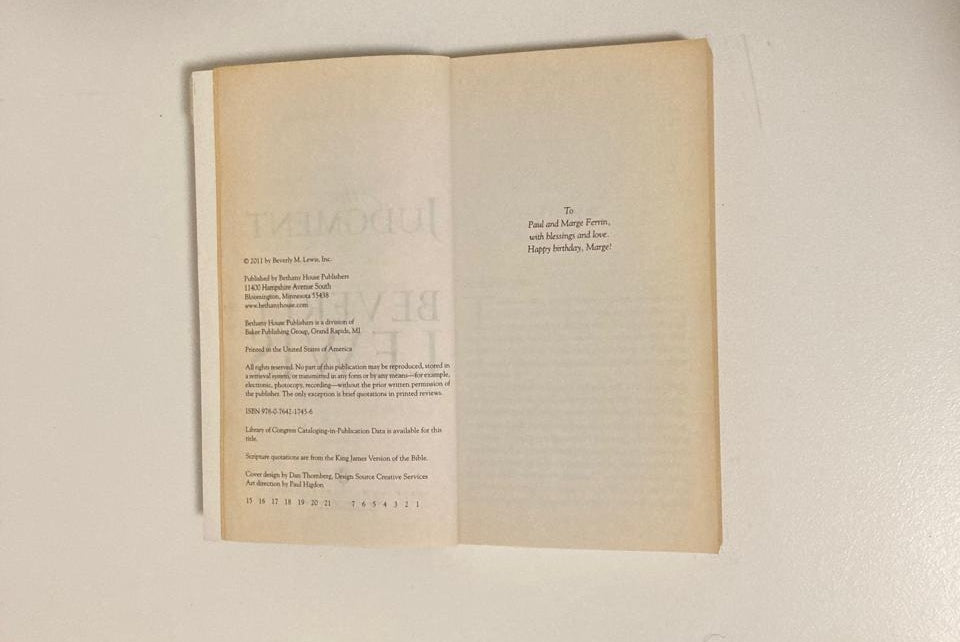 © 2011 by Beverly M. Lewis, Inc.
Published by Bethany House Publishers
11400 Hampshire Avenue South
Bloomington, Minnesota 55438
www.bethanyhouse.com
Bethany House Publishers is a division of
Baker Publishing Group, Grand Rapids, MI
Printed in the United States of America
All rights reserved. No part of this publication may be reproduced, stored in
a retrieval system, or transmitted in any form or by any means—for example,
electronic, photocopy, recording—without the prior written permission of
the publisher. The only exception is brief quotations in printed reviews.
ISBN 978-0-7642-1745-6
Library of Congress Cataloging-in-Publication Data is available for this
title.
Scripture quotations are from the King James Version of the Bible.
Cover design by Dan Thornberg, Design Source Creative Services
Art direction by Paul Higdon
15 16 17 18 19 20 21 7 6 5 4 3 2 1
To
Paul and Marge Ferrin,
with blessings and love.
Happy birthday, Marge!